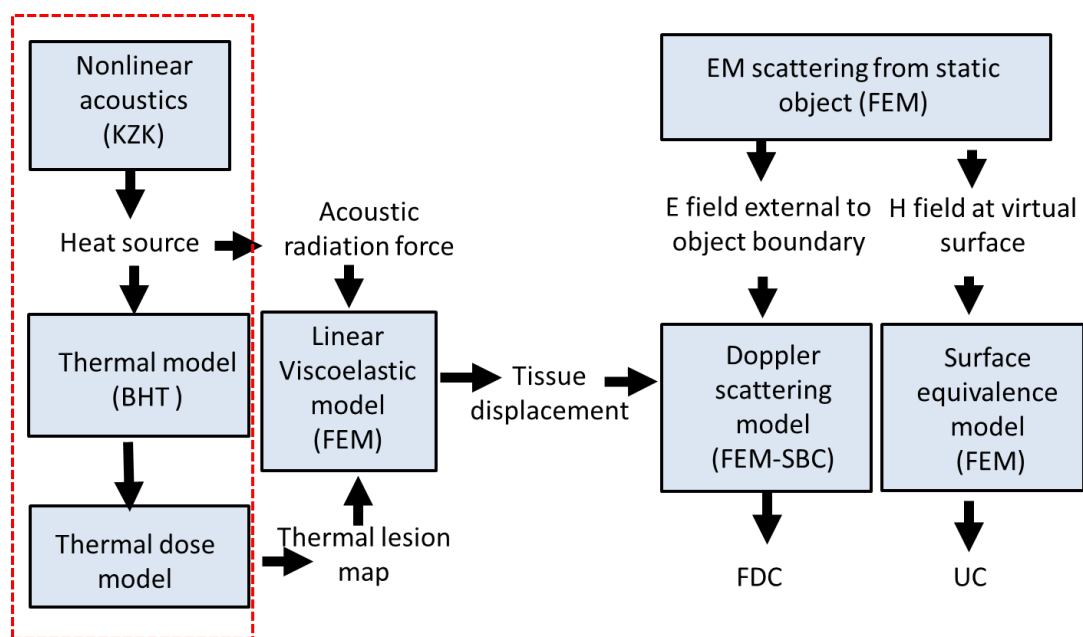 Nonlinear
acoustics
(KZK)
Heat source
Thermal model
(BHT )
Thermal dose
model
Acoustic
radiation force
Linear
Viscoelastic
model
(FEM)
Thermal lesion
map
Tissue
displacement
EM scattering from static
object (FEM)
E field external to
object boundary
H field at virtual
surface
Doppler
scattering
model
(FEM-SBC)
Surface
equivalence
model
(FEM)
FDC
UC